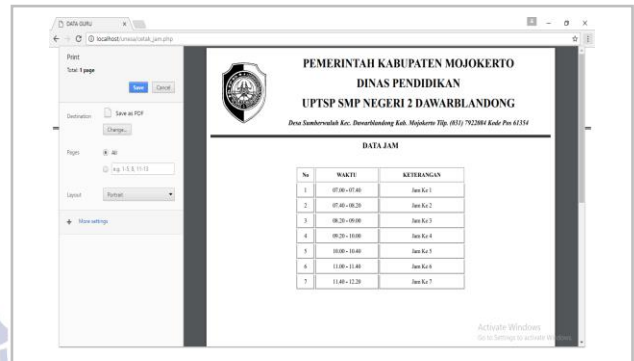 DATA GURU
localhost/unesa/cetak_jam.php
Print
Total: 1 page
Save Cancel
Destination Save as PDF
Change...
Pages All
e.g. 1-5, 8, 11-13
Layout Portrait
+ More settings
PEMERINTAH KABUPATEN MOJOKERTO
DINAS PENDIDIKAN
UPTSP SMP NEGERI 2 DAWARBLANDONG
Desa Sumberwuluh Kec. Dawarblandong Kab. Mojokerto Tilp. (031) 7922084 Kode Pos 61354
DATA JAM
No WAKTU KETERANGAN
1 07.00 - 07.40 Jam Ke 1
2 07.40 - 08.20 Jam Ke 2
3 08.20 - 09.00 Jam Ke 3
4 09.20 - 10.00 Jam Ke 4
5 10.00 - 10.40 Jam Ke 5
6 11.00 - 11.40 Jam Ke 6
7 11.40 - 12.20 Jam Ke 7
Activate Windows
Go to Settings to activate Windows.